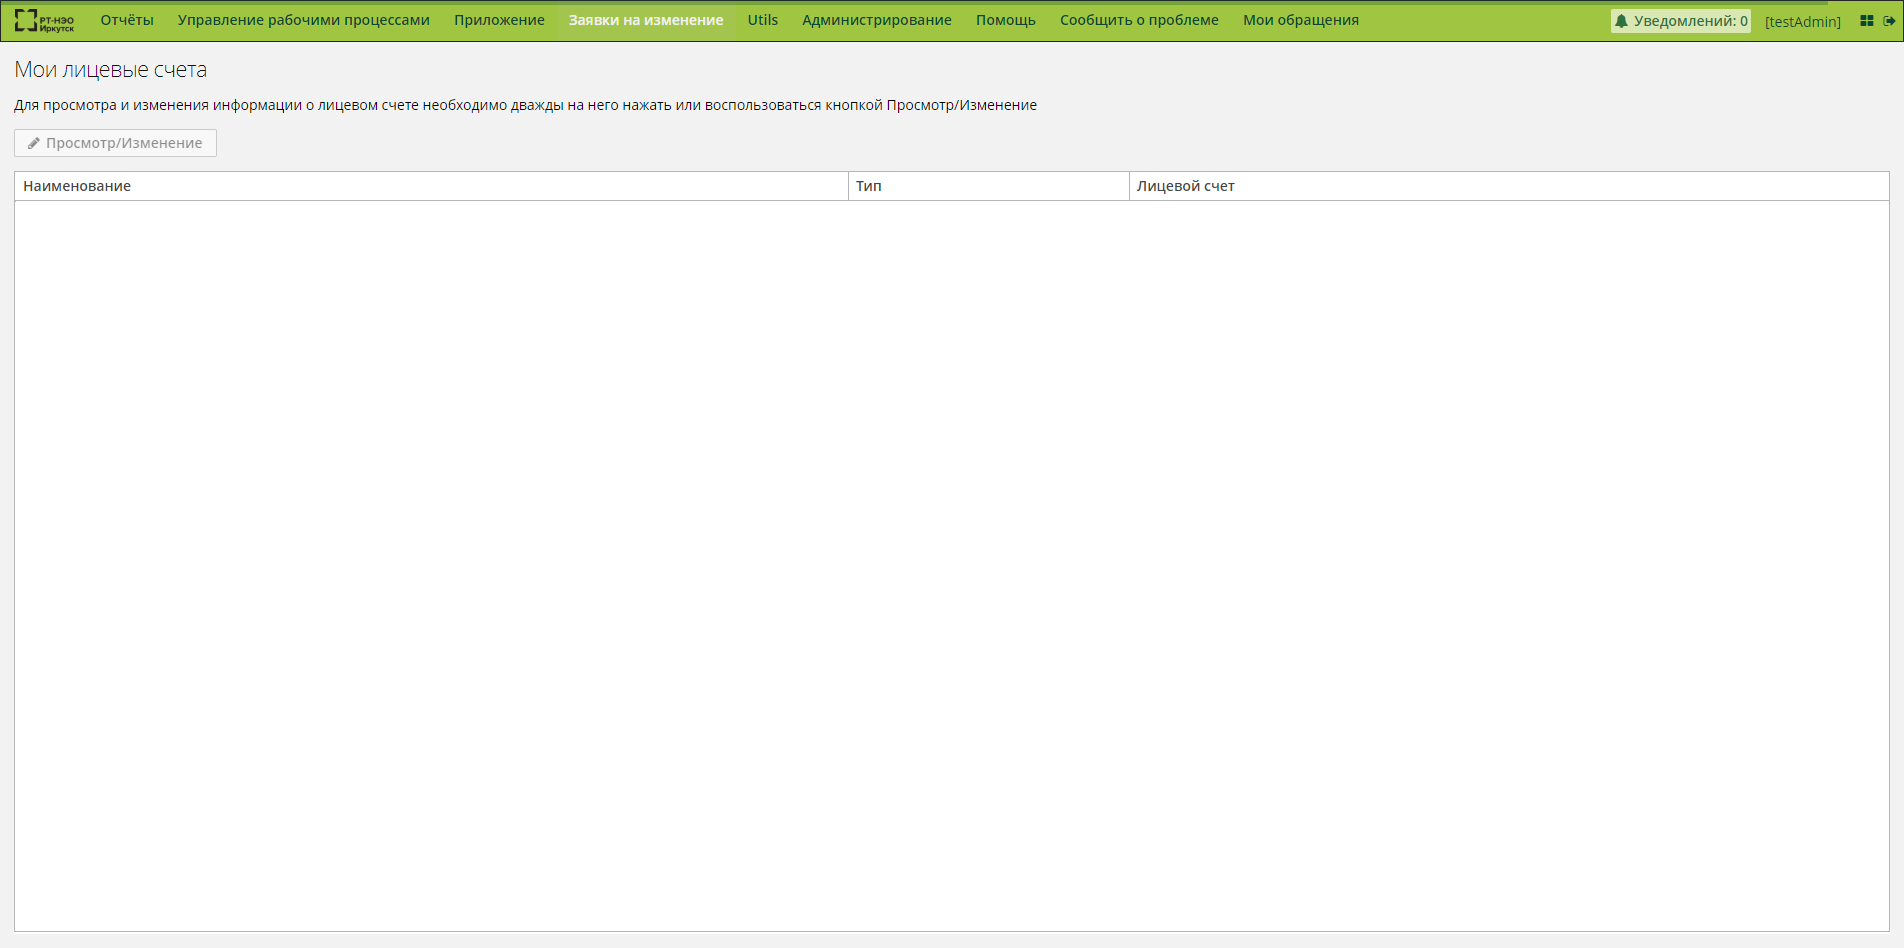 РТ-НЭО Иркутск Отчёты Управление рабочими процессами Приложение Заявки на изменение Utils Администрирование Помощь Сообщить о проблеме Мои обращения Уведомлений: 0 [testAdmin]
Мои лицевые счета
Для просмотра и изменения информации о лицевом счете необходимо дважды на него нажать или воспользоваться кнопкой Просмотр/Изменение
Просмотр/Изменение
Наименование Тип Лицевой счет